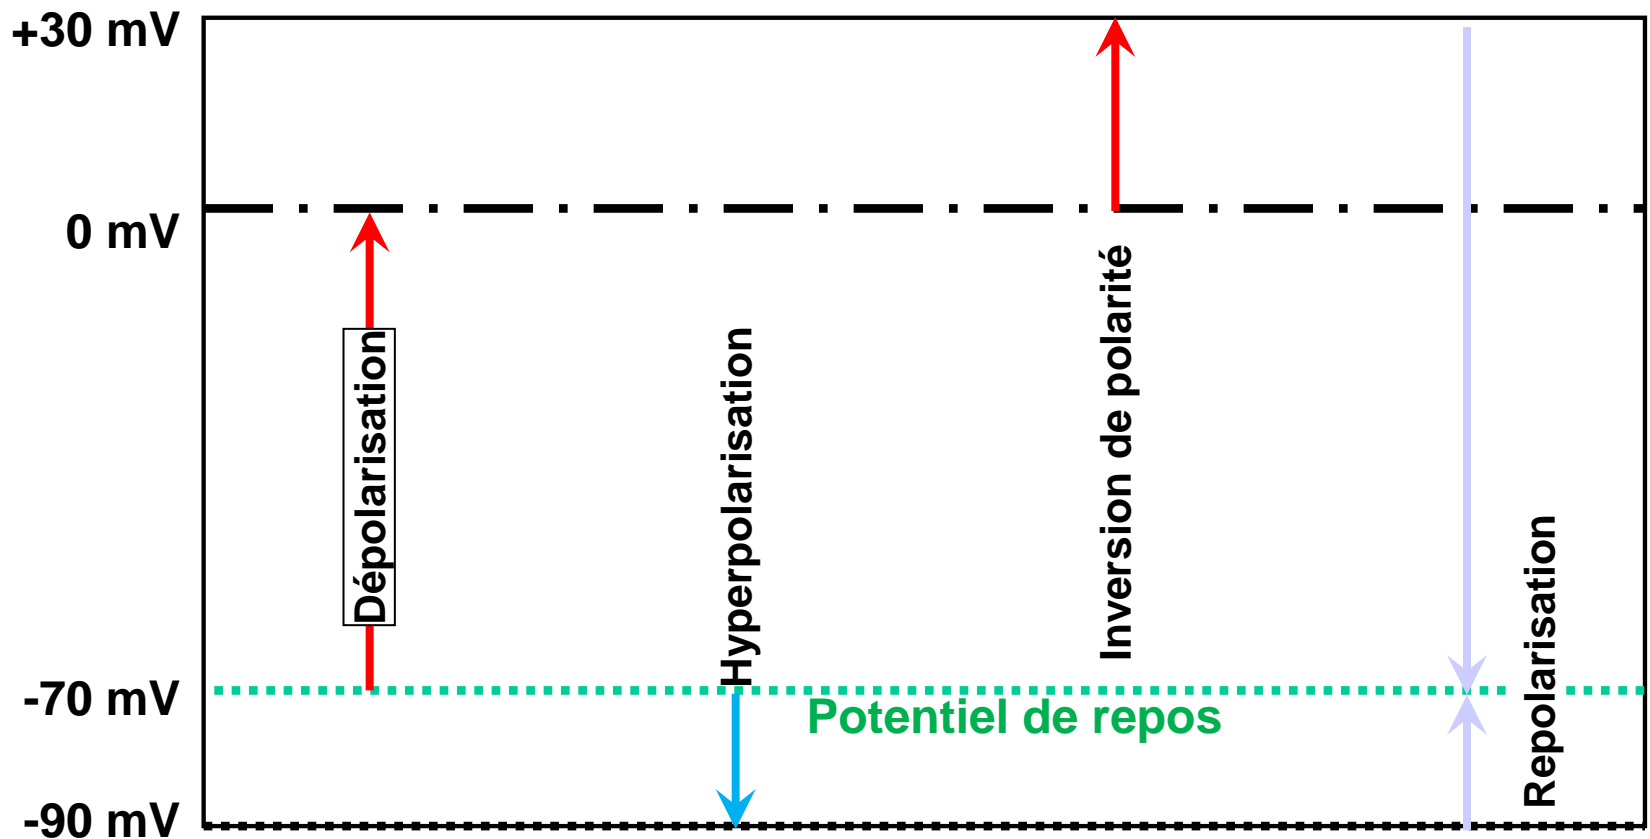 +30 mV
0 mV
-70 mV
-90 mV
Dépolarisation
Hyperpolarisation
Inversion de polarité
Repolarisation
Potentiel de repos